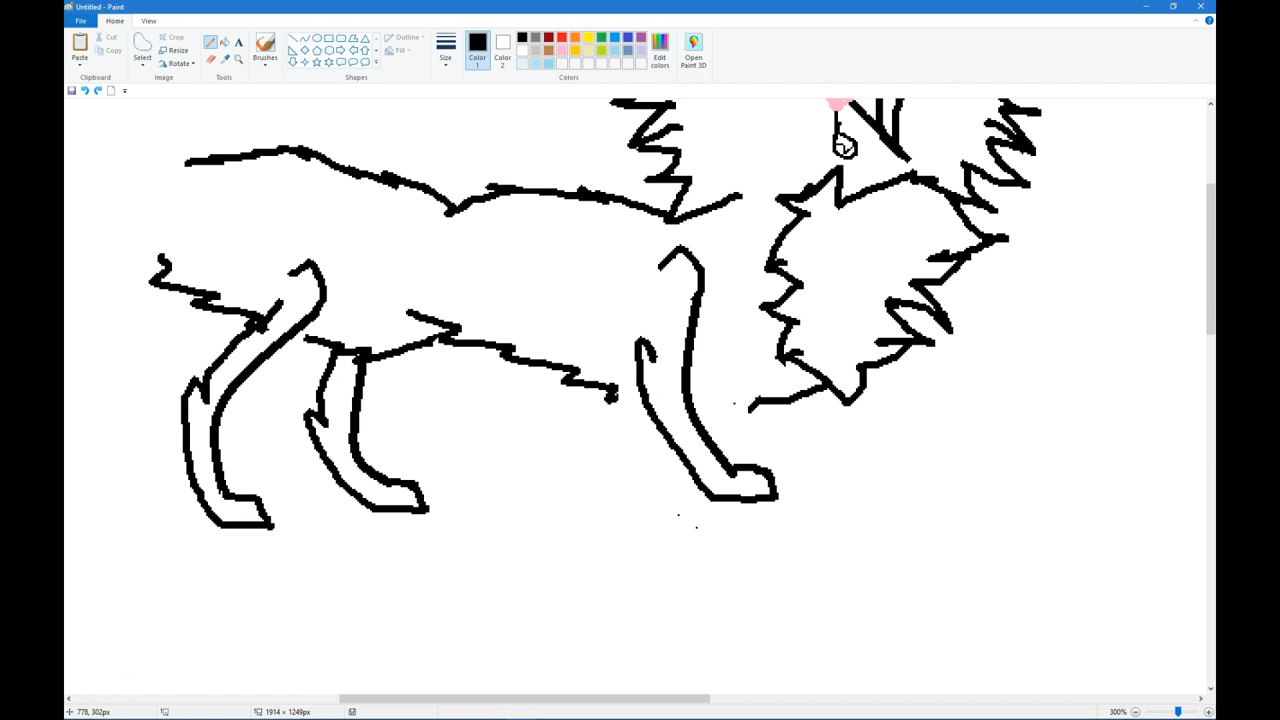 Untitled - Paint
File Home View
Paste
Cut
Copy
Clipboard
Select
Crop
Resize
Rotate
Image
A
Tools
Brushes
Outline
Fill
Shapes
Size
Color 1
Color 2
Edit colors
Colors
Open Paint 3D
778, 302px
1914 × 1249px
300%